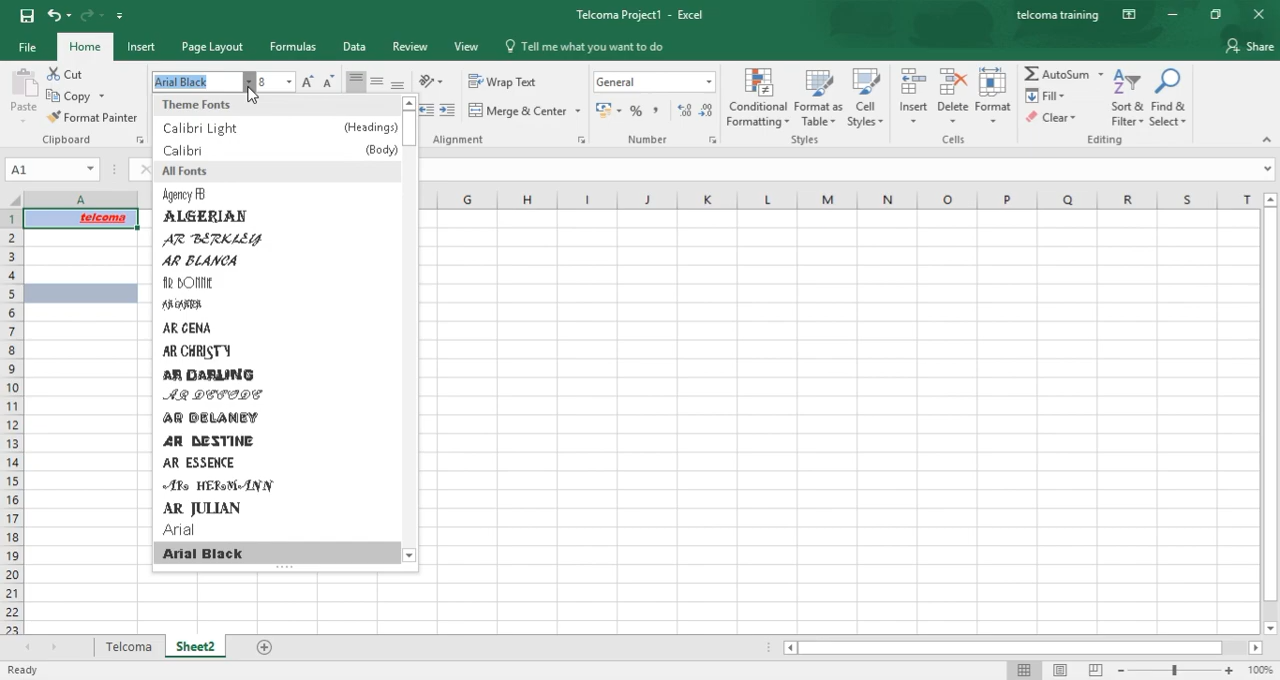 Telcoma Project1 - Excel
telcoma training
File
Home
Insert
Page Layout
Formulas
Data
Review
View
Tell me what you want to do
Share
Paste
Cut
Copy
Format Painter
Clipboard
Arial Black
8
A A
Wrap Text
Merge & Center
Alignment
General
% ,
Number
Conditional Formatting
Format as Table
Cell Styles
Styles
Insert
Delete
Format
Cells
AutoSum
Fill
Clear
Sort & Filter
Find & Select
Editing
A1
Theme Fonts
Calibri Light (Headings)
Calibri (Body)
All Fonts
Agency FB
ALGERIAN
AR BERKLEY
AR BLANCA
AR BONNIE
AR CARTER
AR CENA
AR CHRISTY
AR DARLING
AR DECODE
AR DELANEY
AR DESTINE
AR ESSENCE
AR HERMANN
AR JULIAN
Arial
Arial Black
A G H I J K L M N O P Q R S T
1 telcoma
2
3
4
5
6
7
8
9
10
11
12
13
14
15
16
17
18
19
20
21
22
23
Telcoma
Sheet2
Ready
100%